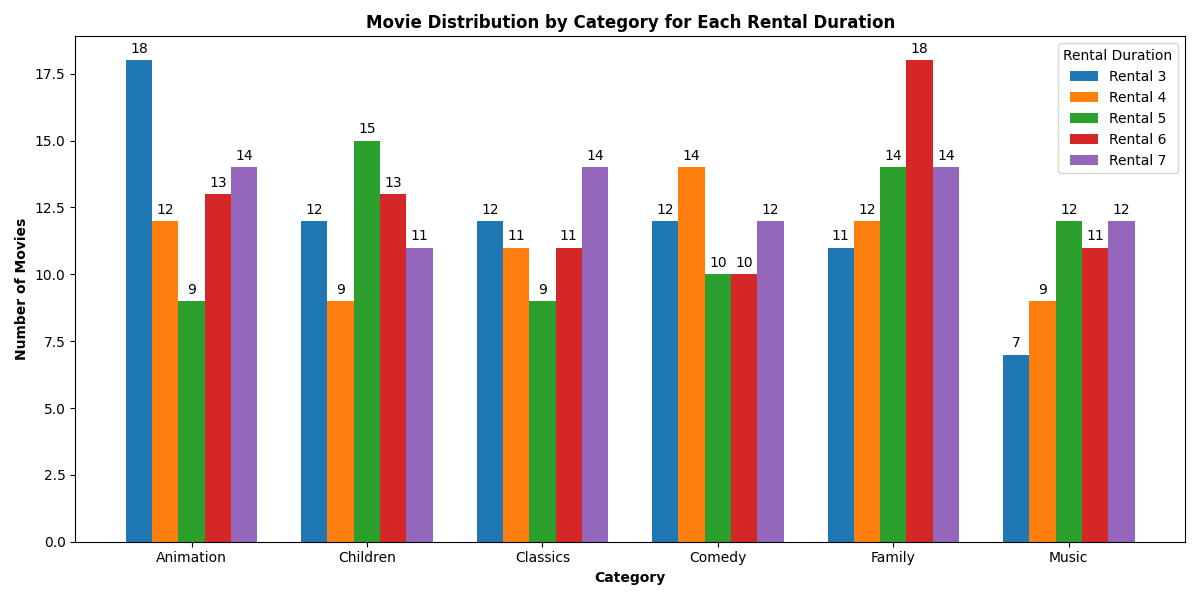 Movie Distribution by Category for Each Rental Duration
Number of Movies
17.5
15.0
12.5
10.0
7.5
5.0
2.5
0.0
18 12 9 13 14
12 9 15 13 11
12 11 9 11 14
12 14 10 10 12
11 12 14 18 14
7 9 12 11 12
Rental Duration
Rental 3
Rental 4
Rental 5
Rental 6
Rental 7
Animation Children Classics Comedy Family Music
Category